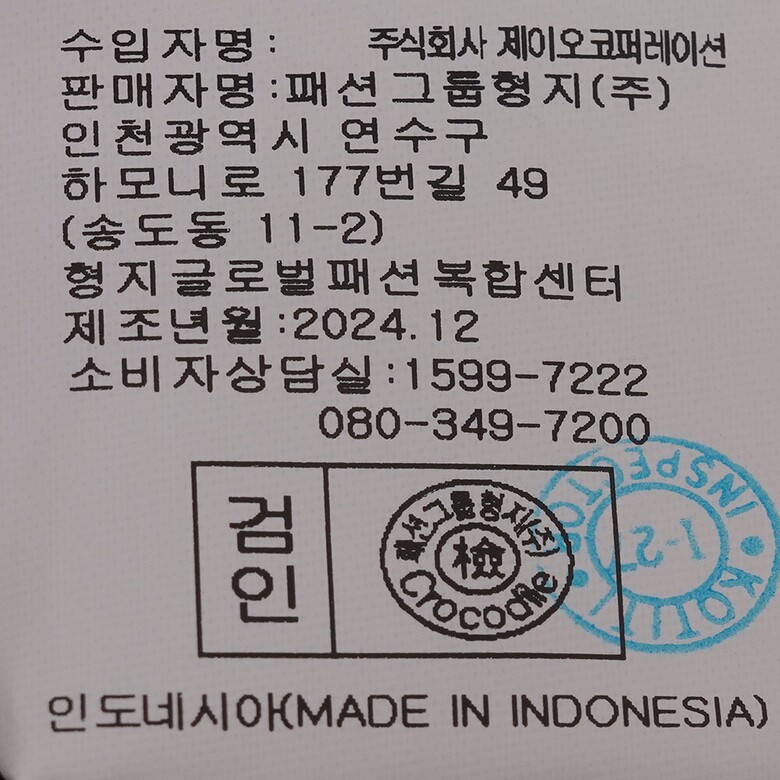 수입자명: 주식회사 제이오코퍼레이션
판매자명:패션그룹형지(주)
인천광역시 연수구
하모니로 177번길 49
(송도동 11-2)
형지글로벌패션복합센터
제조년월:2024.12
소비자상담실:1599-7222
080-349-7200
검인
패션그룹형지(주)
檢
Crocodile
INSPECTOR
KOTITI
인도네시아(MADE IN INDONESIA)